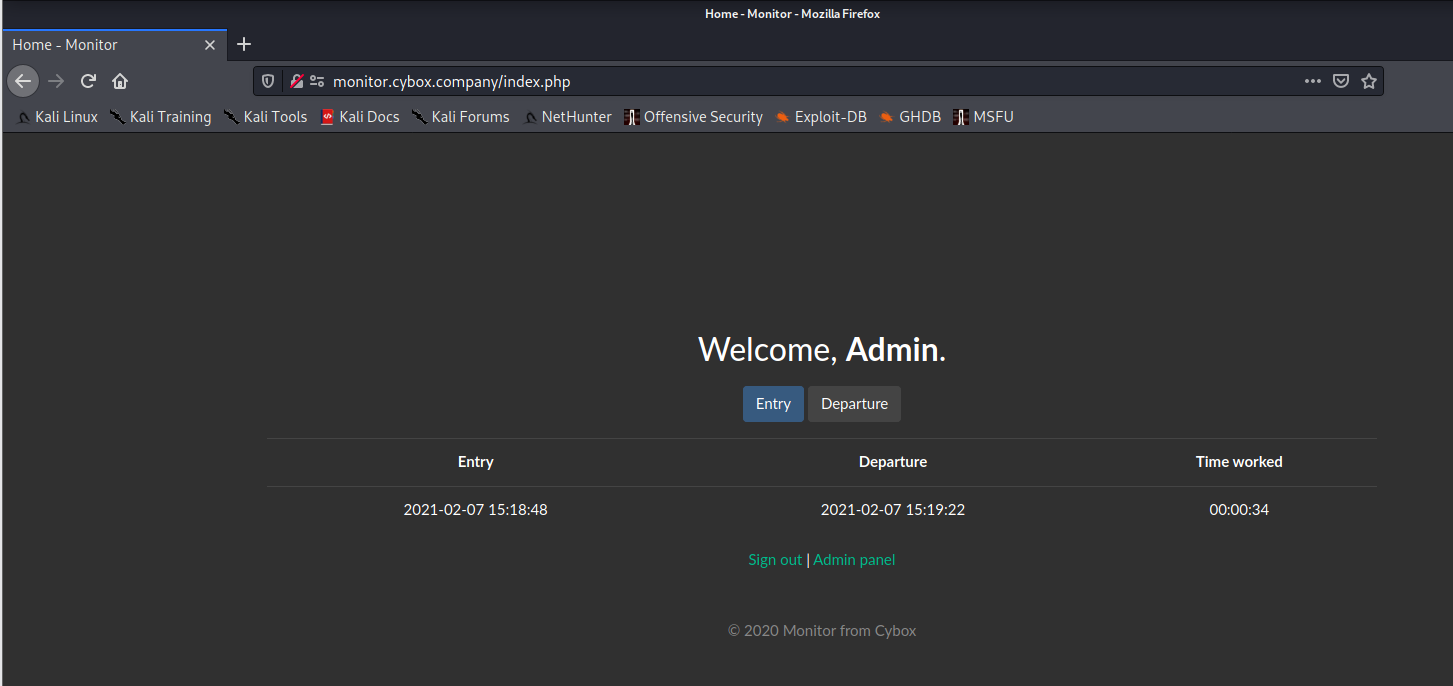 Home - Monitor - Mozilla Firefox
Home - Monitor
monitor.cybox.company/index.php
Kali Linux Kali Training Kali Tools Kali Docs Kali Forums NetHunter Offensive Security Exploit-DB GHDB MSFU
Welcome, Admin.
Entry Departure
Entry Departure Time worked
2021-02-07 15:18:48 2021-02-07 15:19:22 00:00:34
Sign out | Admin panel
© 2020 Monitor from Cybox